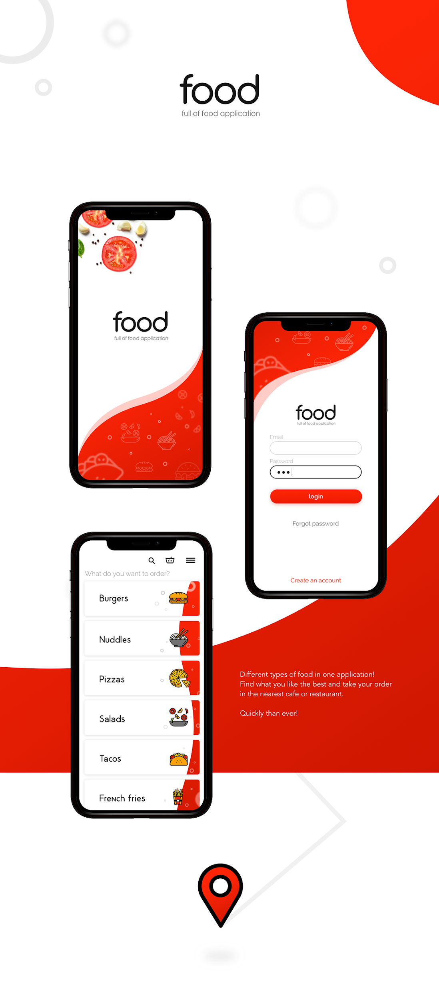 food
full of food application
food
full of food application
food
full of food application
Email
Password
login
Forgot password
Create an account
What do you want to order?
Burgers
Nuddles
Pizzas
Salads
Tacos
French fries
Different types of food in one application!
Find what you like the best and take your order
in the nearest cafe or restaurant.
Quickly than ever!